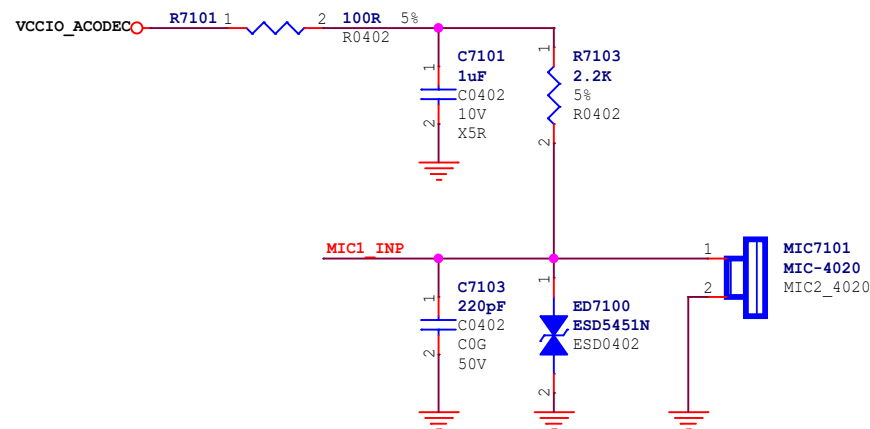 VCCIO_ACODEC
R7101 1
2 100R 5%
R0402
1
C7101
1uF
C0402
10V
X5R
2
1
R7103
2.2K
5%
R0402
2
MIC1_INP
1
C7103
220pF
C0402
C0G
50V
2
1
ED7100
ESD5451N
ESD0402
2
1
2
MIC7101
MIC-4020
MIC2_4020